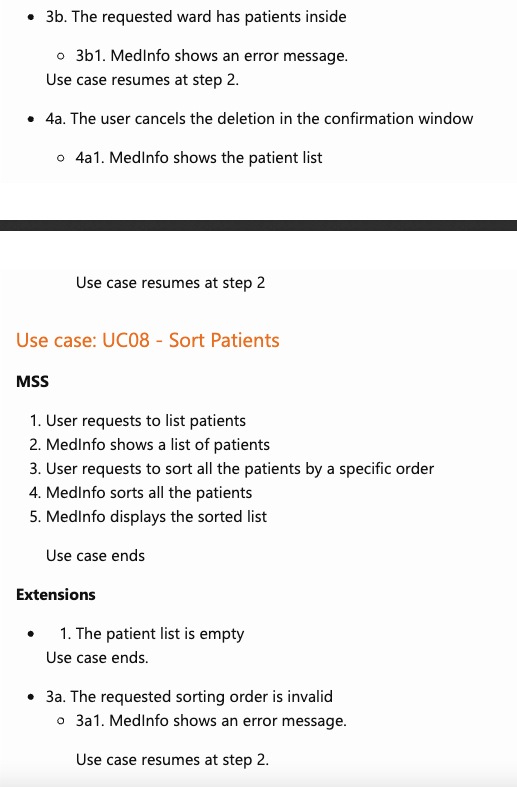 • 3b. The requested ward has patients inside
○ 3b1. MedInfo shows an error message.
Use case resumes at step 2.
• 4a. The user cancels the deletion in the confirmation window
○ 4a1. MedInfo shows the patient list
Use case resumes at step 2
Use case: UC08 - Sort Patients
MSS
1. User requests to list patients
2. MedInfo shows a list of patients
3. User requests to sort all the patients by a specific order
4. MedInfo sorts all the patients
5. MedInfo displays the sorted list
Use case ends
Extensions
• 1. The patient list is empty
Use case ends.
• 3a. The requested sorting order is invalid
○ 3a1. MedInfo shows an error message.
Use case resumes at step 2.